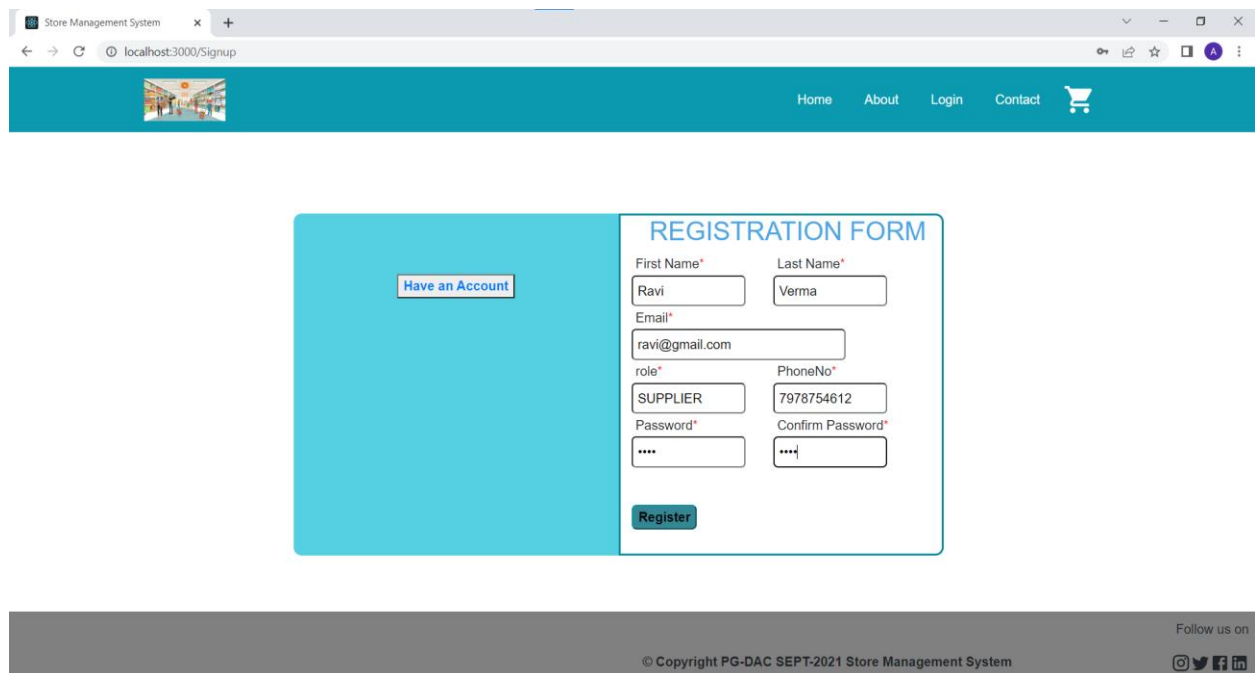 Store Management System
localhost:3000/Signup
A
Home About Login Contact
REGISTRATION FORM
Have an Account
First Name* Last Name*
Ravi Verma
Email*
ravi@gmail.com
role* PhoneNo*
SUPPLIER 7978754612
Password* Confirm Password*
•••• ••••
Register
Follow us on
© Copyright PG-DAC SEPT-2021 Store Management System